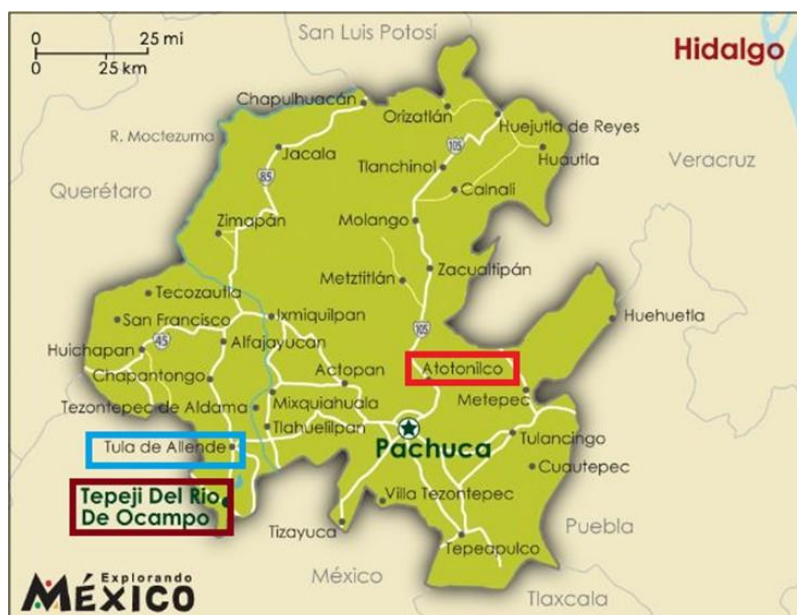 0
25 mi
0
25 km
San Luis Potosí
Hidalgo
Chapulhuacán
Orizatlán
Huejutla de Reyes
R. Moctezuma
Jacala
105
Tlanchinol
Huautla
Veracruz
Querétaro
85
Calnali
Zimapán
Molango
Metztitlán
Zacualtipán
Tecozautla
Ixmiquilpan
Huehuetla
San Francisco
105
45
Huichapan
Alfajayucán
Actopan
Atotonilco
Chapantongo
Metepec
Tezontepec de Aldama
Mixquiahuala
Tlahuelilpan
Pachuca
Tulancingo
Tula de Allende
Cuautepec
Tepeji Del Rio
De Ocampo
Villa Tezontepec
Tizayuca
Puebla
Tepeapulco
México
Explorando
MÉXICO
Tlaxcala